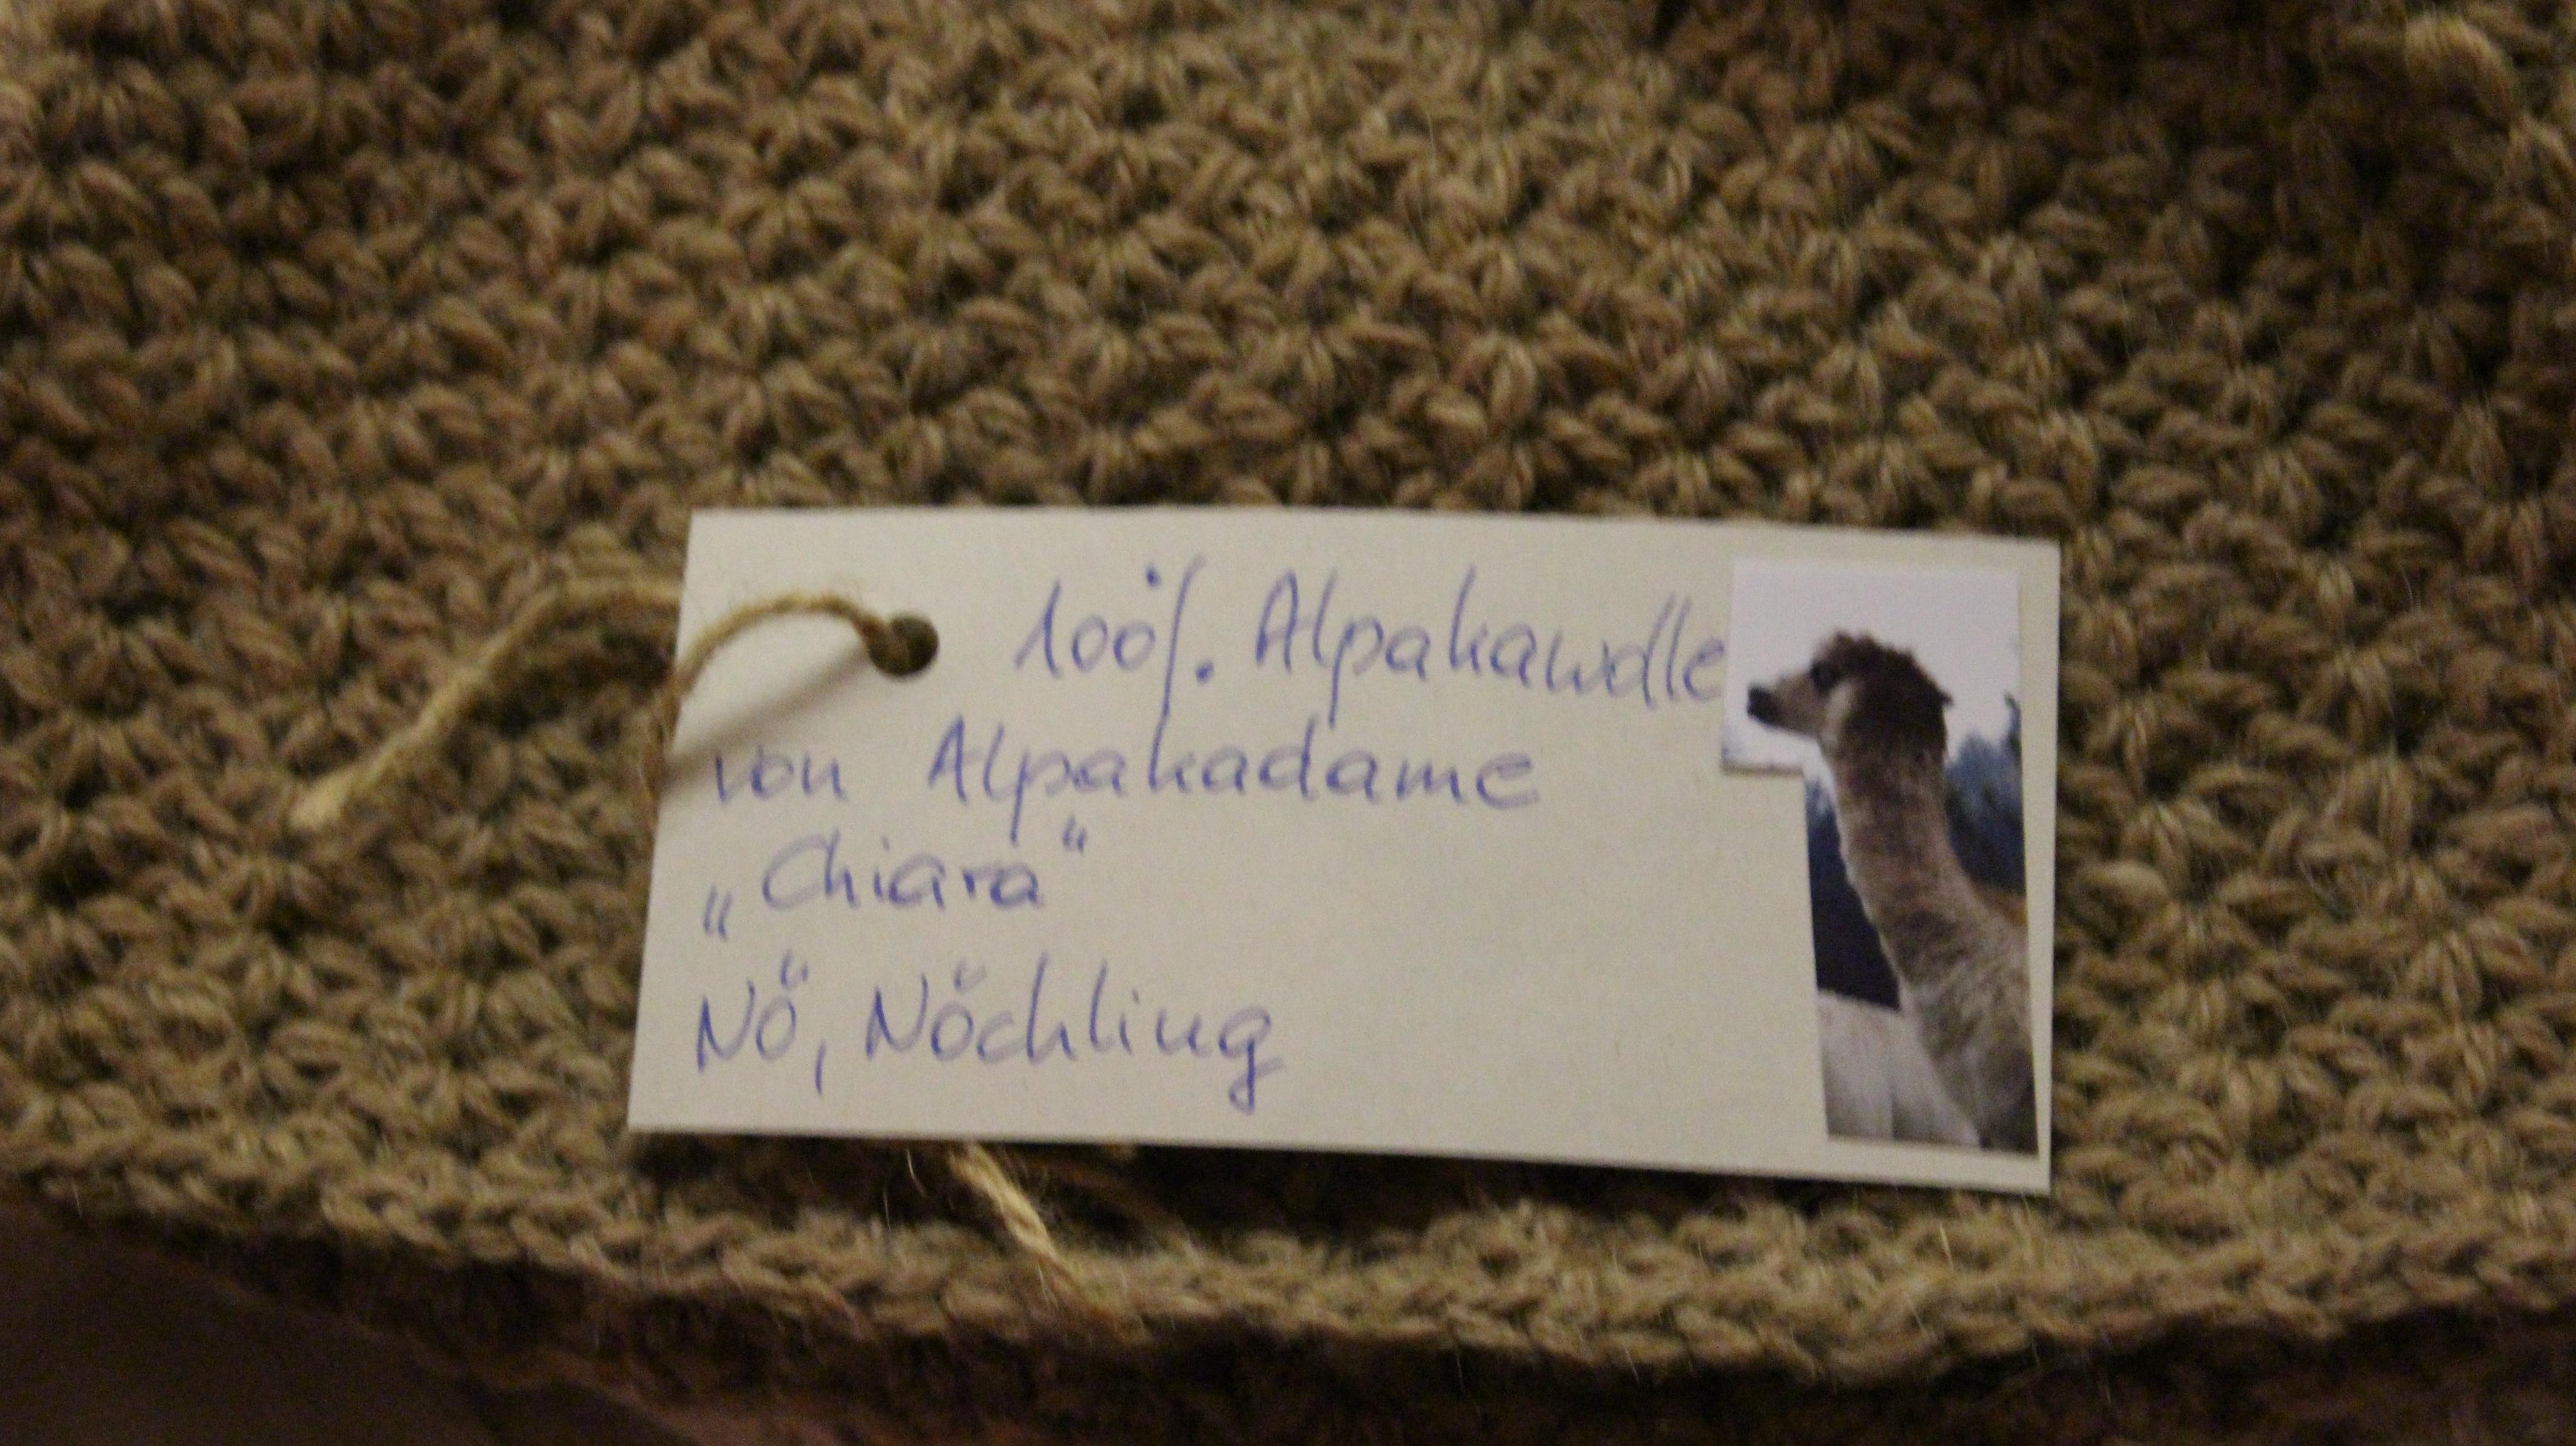 100%. Alpakawolle
von Alpakadame
„Chiara“
NÖ, Nöchling